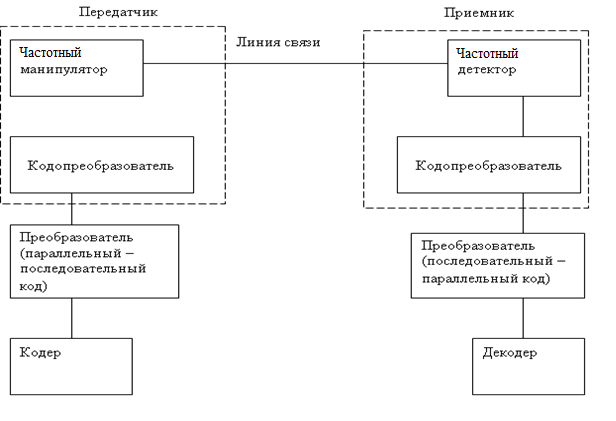 Передатчик
Приемник
Линия связи
Частотный
манипулятор
Частотный
детектор
Кодопреобразователь
Кодопреобразователь
Преобразователь
(параллельный –
последовательный
код)
Преобразователь
(последовательный –
параллельный код)
Кодер
Декодер